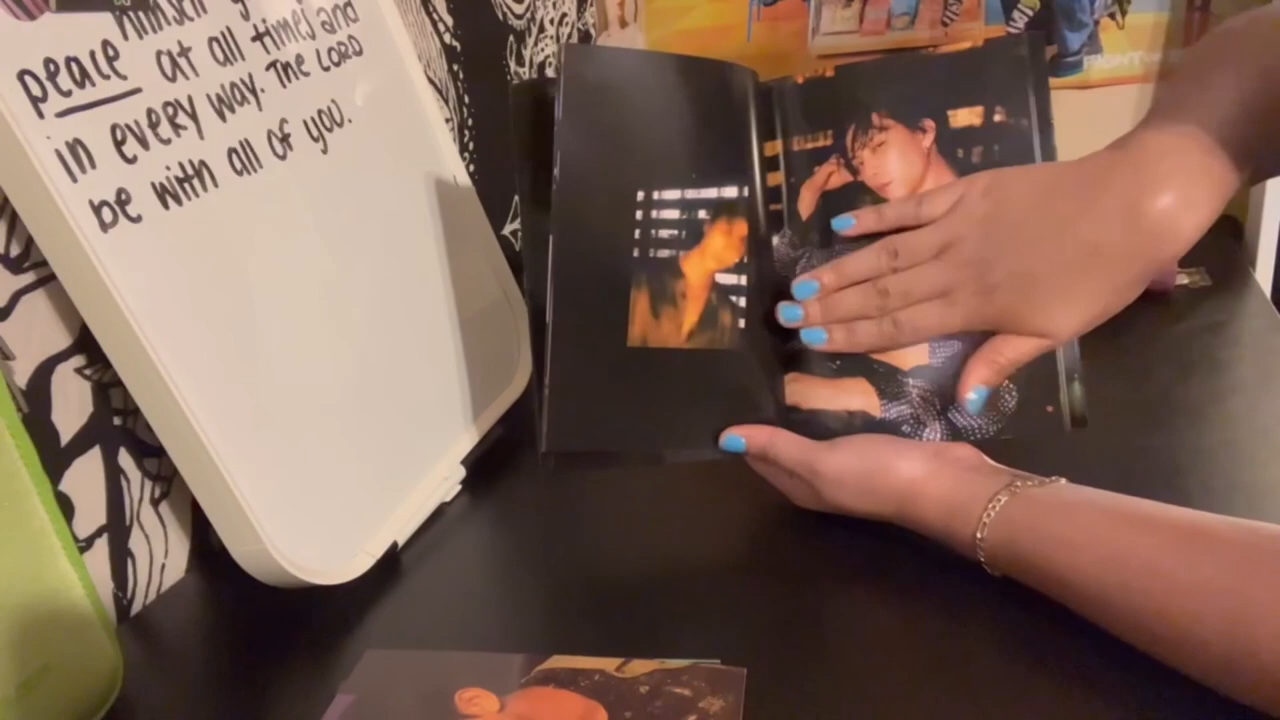 himself
peace at all times and
in every way. The LORD
be with all of you.